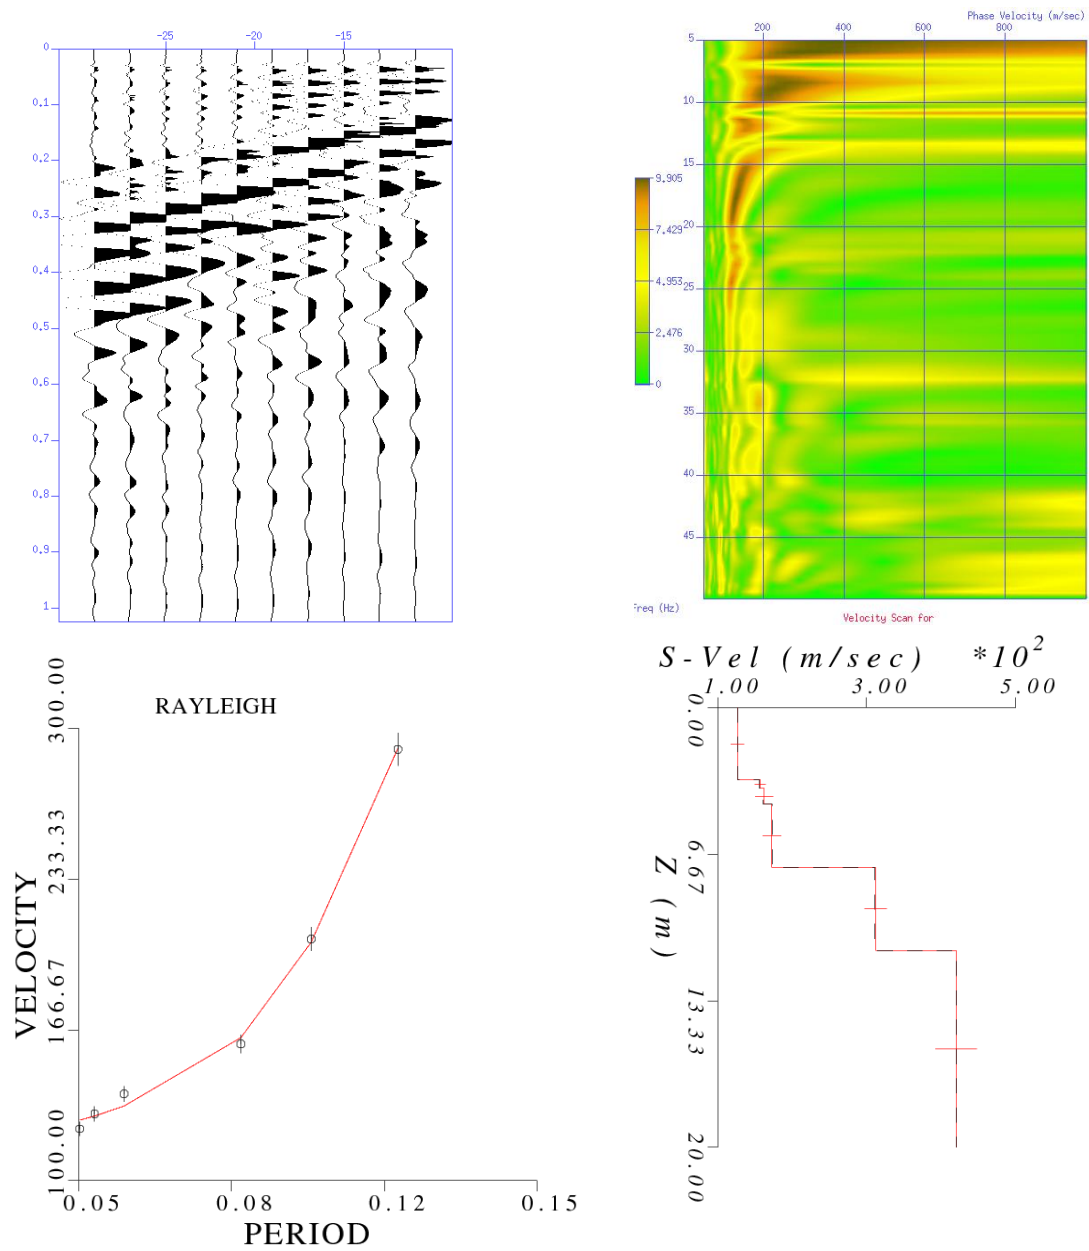 -25 -20 -15
0
0.1
0.2
0.3
0.4
0.5
0.6
0.7
0.8
0.9
1
Phase Velocity (m/sec)
200 400 600 800
5
10
15
20
25
30
35
40
45
9.905
7.429
4.953
2.476
0
Freq (Hz)
Velocity Scan for
RAYLEIGH
VELOCITY
300.00
233.33
166.67
100.00
0.05 0.08 0.12 0.15
PERIOD
S-Vel (m/sec) *10²
1.00 3.00 5.00
Z (m)
0.00
6.67
13.33
20.00